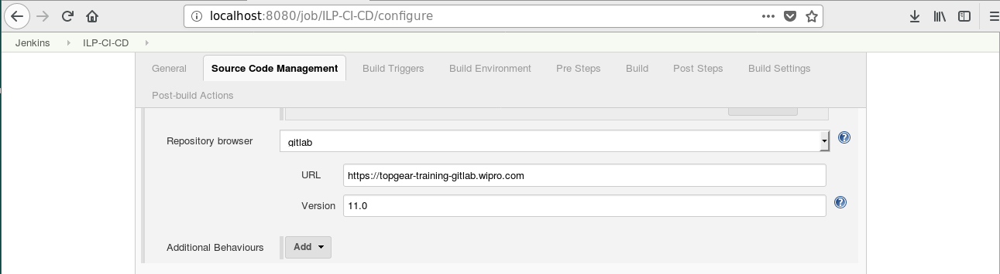 localhost:8080/job/ILP-CI-CD/configure
Jenkins ILP-CI-CD
General Source Code Management Build Triggers Build Environment Pre Steps Build Post Steps Build Settings
Post-build Actions
Repository browser gitlab
URL https://topgear-training-gitlab.wipro.com
Version 11.0
Additional Behaviours Add